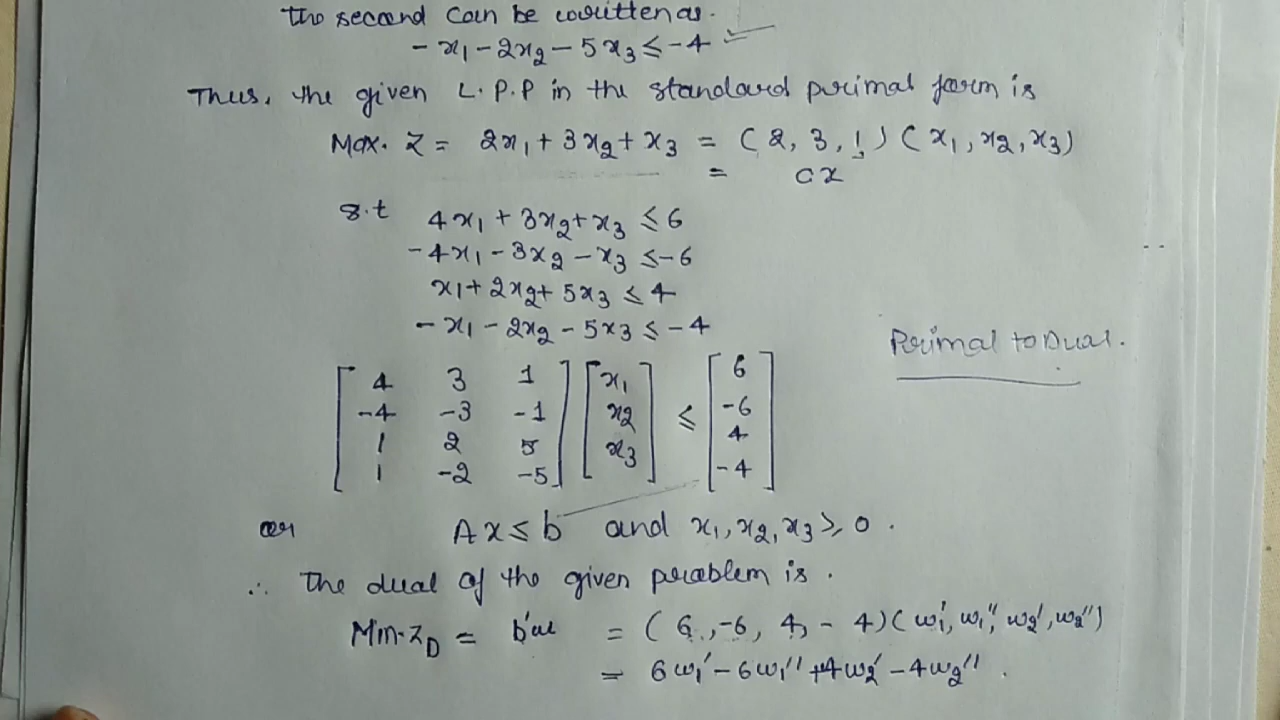 The second can be written as.
- x₁ - 2x₂ - 5x₃ ≤ -4
Thus, the given L.P.P in the standard primal form is
Max. Z = 2x₁ + 3x₂ + x₃ = (2, 3, 1) (x₁, x₂, x₃)
= cx
s.t 4x₁ + 3x₂ + x₃ ≤ 6
-4x₁ - 3x₂ - x₃ ≤ -6
x₁ + 2x₂ + 5x₃ ≤ 4
- x₁ - 2x₂ - 5x₃ ≤ -4
Primal to Dual.
[ 4 3 1 ] [ x₁ ] [ 6 ]
[ -4 -3 -1 ] [ x₂ ] ≤ [ -6 ]
[ 1 2 5 ] [ x₃ ] [ 4 ]
[ 1 -2 -5 ] [ -4 ]
or Ax ≤ b and x₁, x₂, x₃ ≥ 0 .
∴ The dual of the given problem is .
Min. Z_D = b'w = (6, -6, 4, - 4) (w₁', w₁'', w₂', w₂'')
= 6w₁' - 6w₁'' + 4w₂' - 4w₂'' .